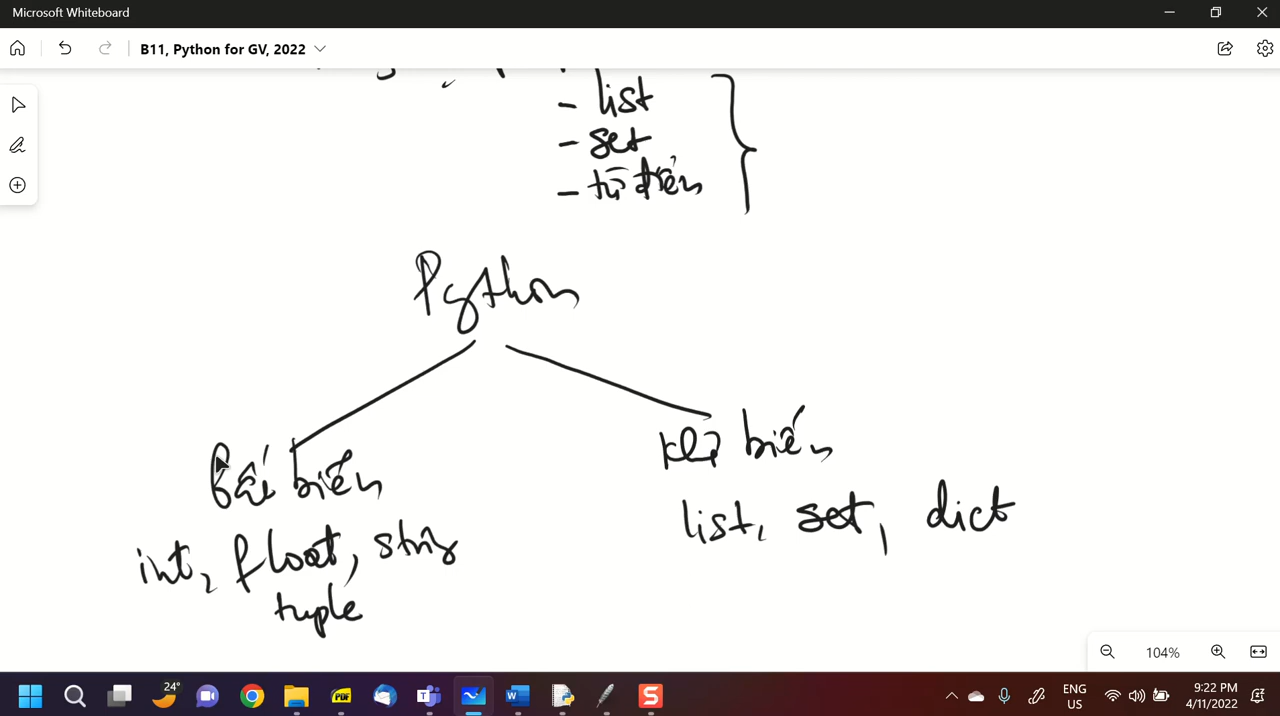 Microsoft Whiteboard
B11, Python for GV, 2022
- list
- set
- từ điển
Python
Bất biến
Khả biến
int, float, string
tuple
list, set, dict
104%
24°
ENG
US
9:22 PM
4/11/2022